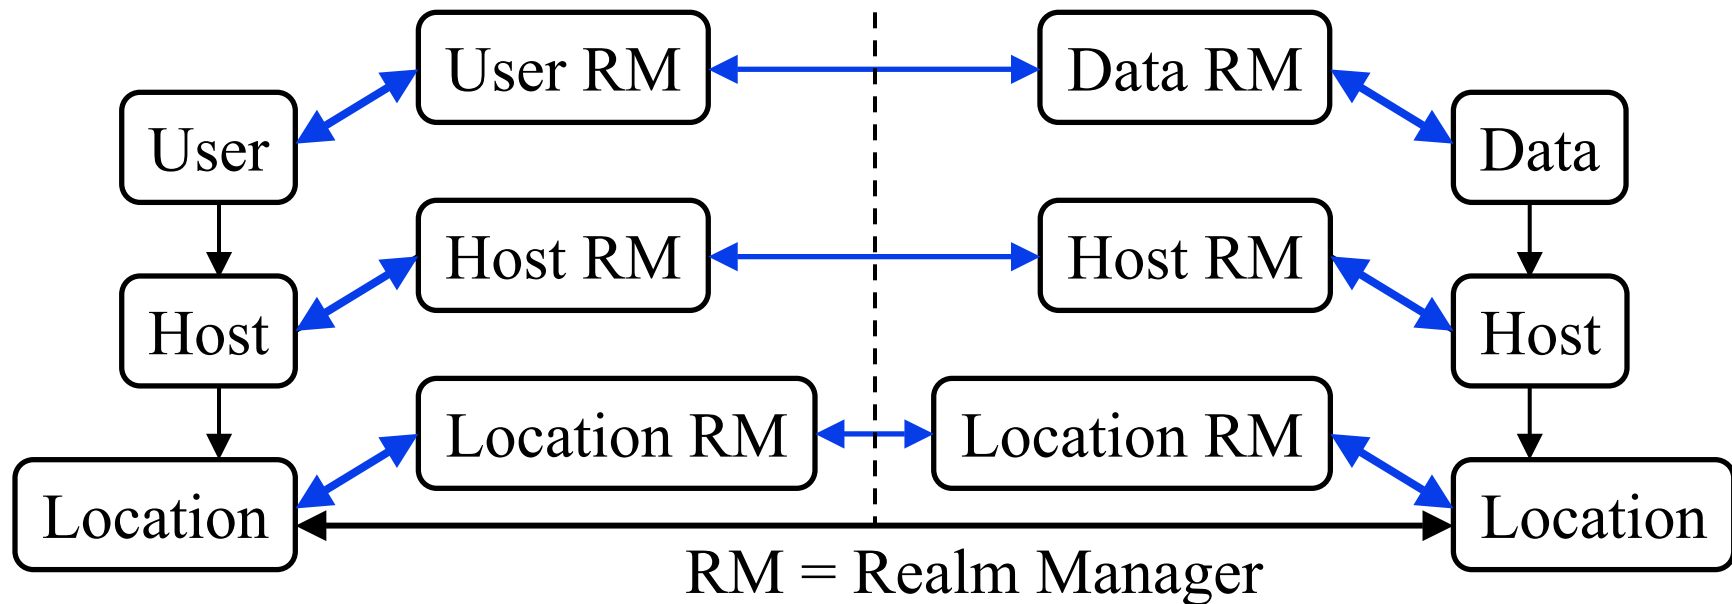 User RM
Data RM
User
Data
Host RM
Host RM
Host
Host
Location RM
Location RM
Location
Location
RM = Realm Manager